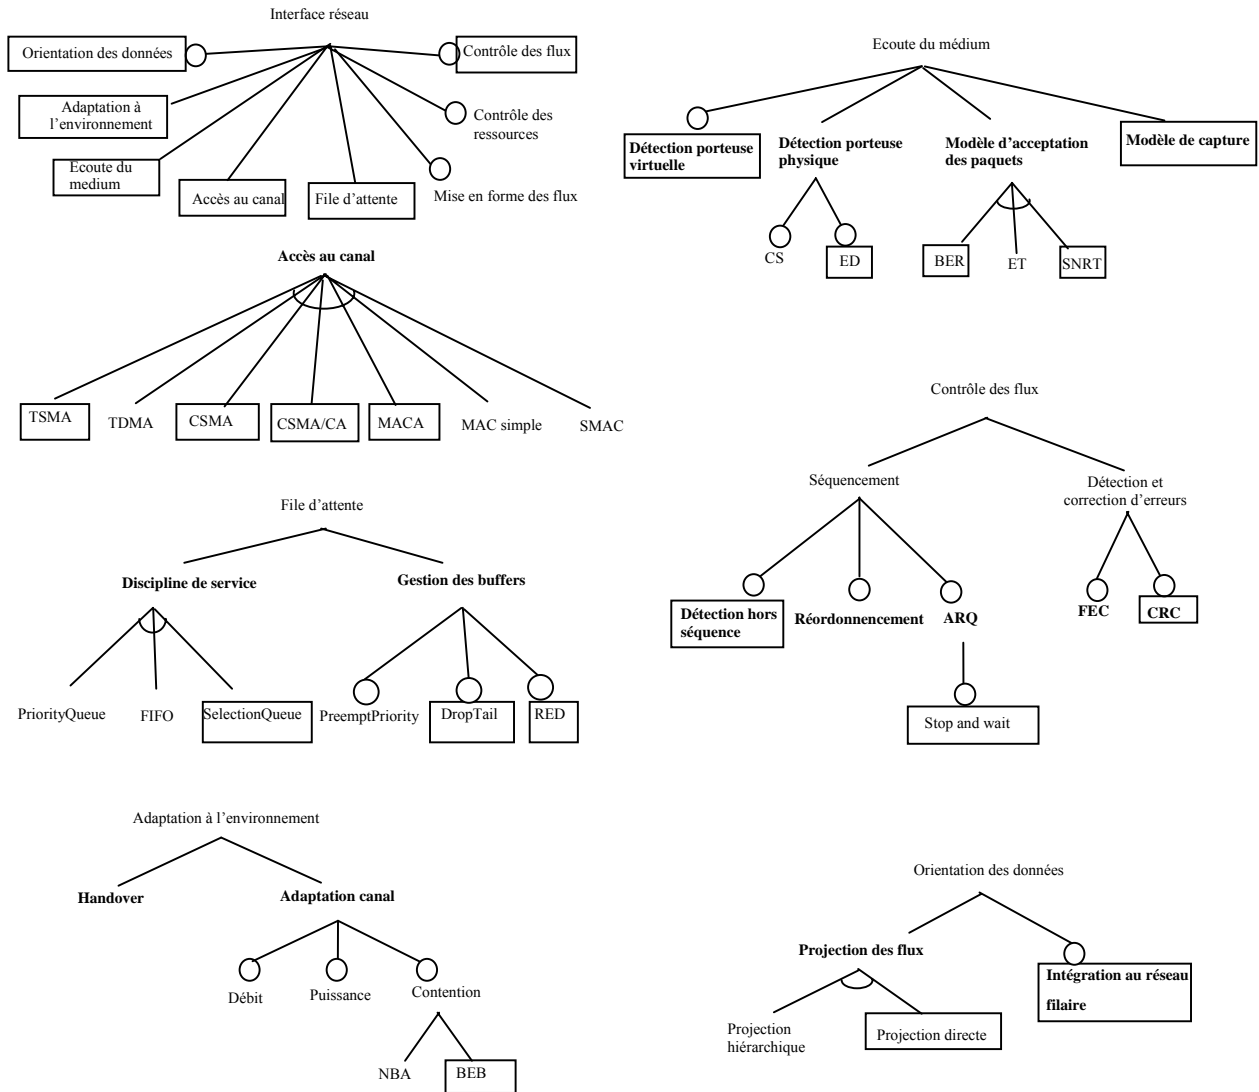 Interface réseau
Orientation des données
Contrôle des flux
Adaptation à
l'environnement
Contrôle des
ressources
Ecoute du
medium
Accès au canal
File d'attente
Mise en forme des flux
Accès au canal
TSMA
TDMA
CSMA
CSMA/CA
MACA
MAC simple
SMAC
File d'attente
Discipline de service
Gestion des buffers
PriorityQueue
FIFO
SelectionQueue
PreemptPriority
DropTail
RED
Adaptation à l'environnement
Handover
Adaptation canal
Débit
Puissance
Contention
NBA
BEB
Ecoute du médium
Détection porteuse
virtuelle
Détection porteuse
physique
Modèle d'acceptation
des paquets
Modèle de capture
CS
ED
BER
ET
SNRT
Contrôle des flux
Séquencement
Détection et
correction d'erreurs
Détection hors
séquence
Réordonnencement
ARQ
FEC
CRC
Stop and wait
Orientation des données
Projection des flux
Intégration au réseau
filaire
Projection
hiérarchique
Projection directe